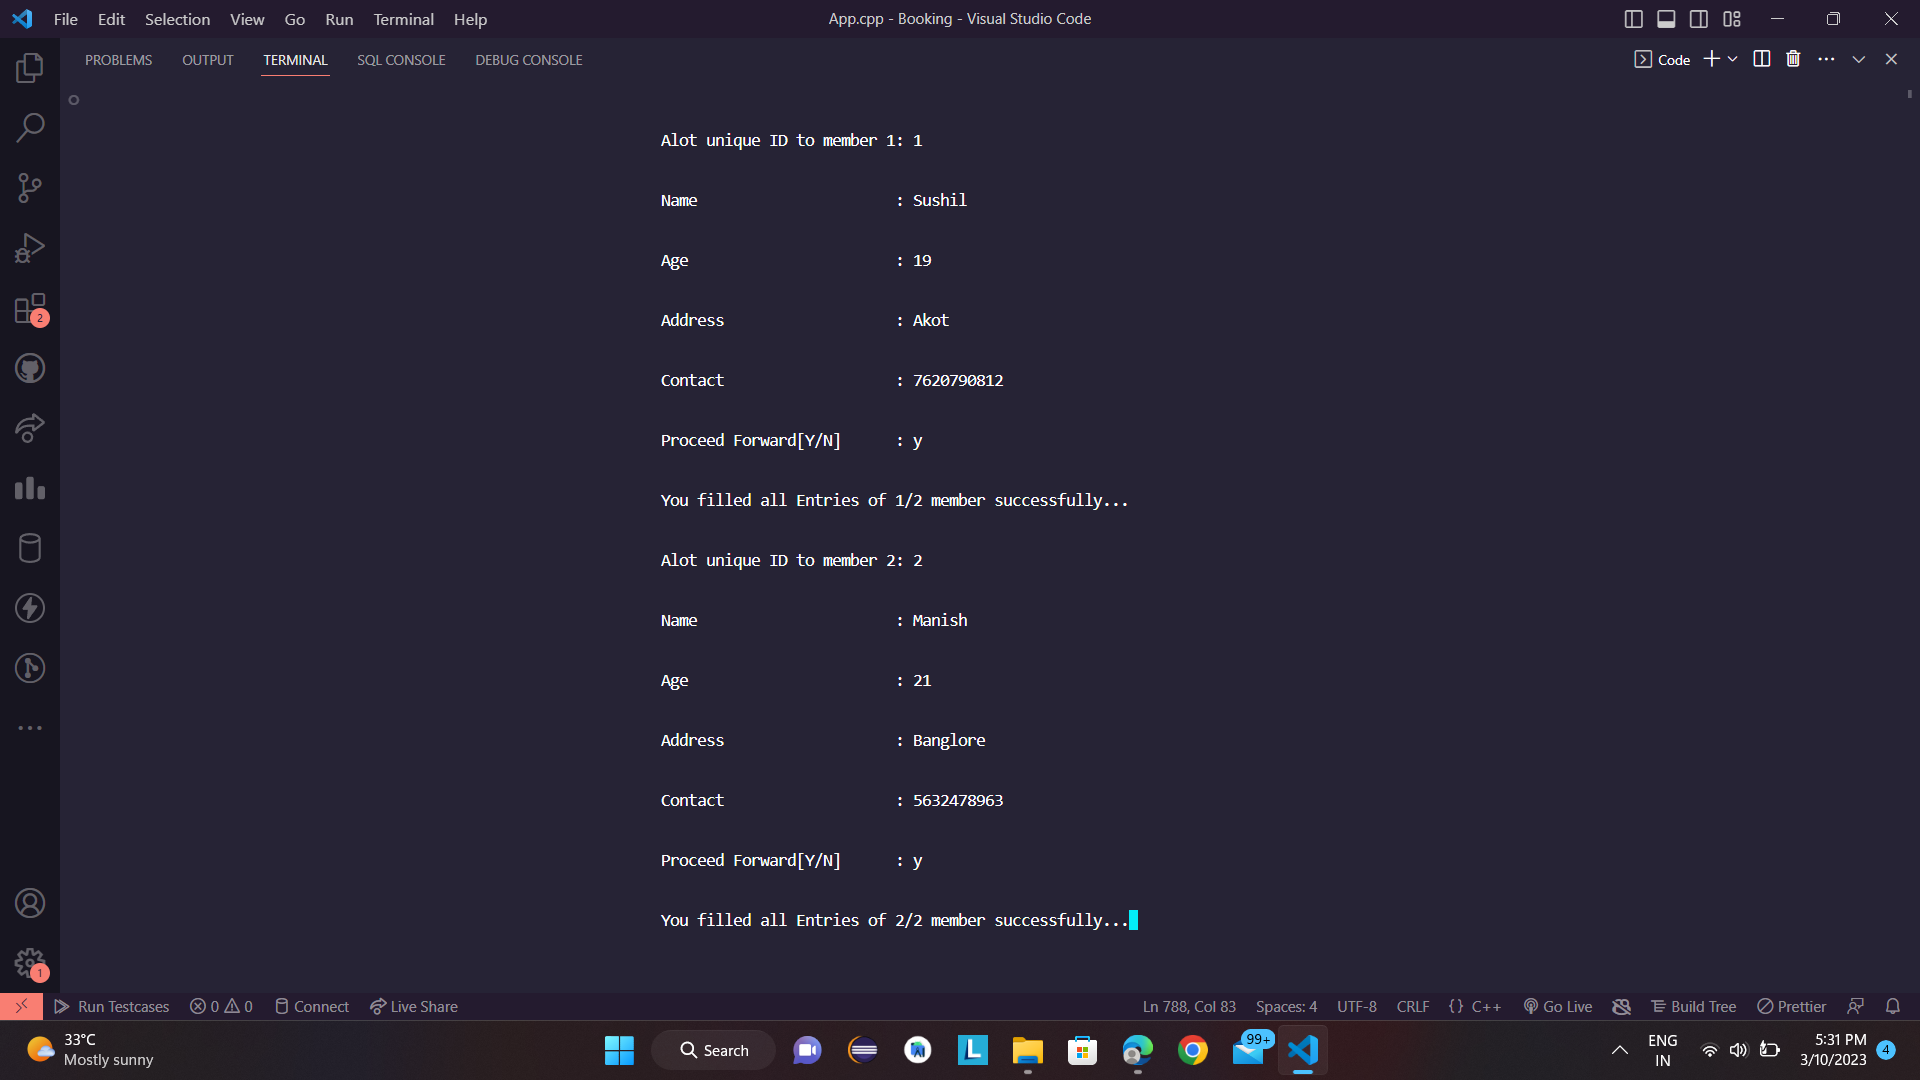 File Edit Selection View Go Run Terminal Help
App.cpp - Booking - Visual Studio Code
PROBLEMS OUTPUT TERMINAL SQL CONSOLE DEBUG CONSOLE
Code
Alot unique ID to member 1: 1
Name : Sushil
Age : 19
Address : Akot
Contact : 7620790812
Proceed Forward[Y/N] : y
You filled all Entries of 1/2 member successfully...
Alot unique ID to member 2: 2
Name : Manish
Age : 21
Address : Banglore
Contact : 5632478963
Proceed Forward[Y/N] : y
You filled all Entries of 2/2 member successfully...
2
1
Run Testcases 0 0 Connect Live Share
Ln 788, Col 83 Spaces: 4 UTF-8 CRLF {} C++ Go Live Build Tree Prettier
33°C
Mostly sunny
Search
L
99+
ENG
IN
5:31 PM
3/10/2023
4